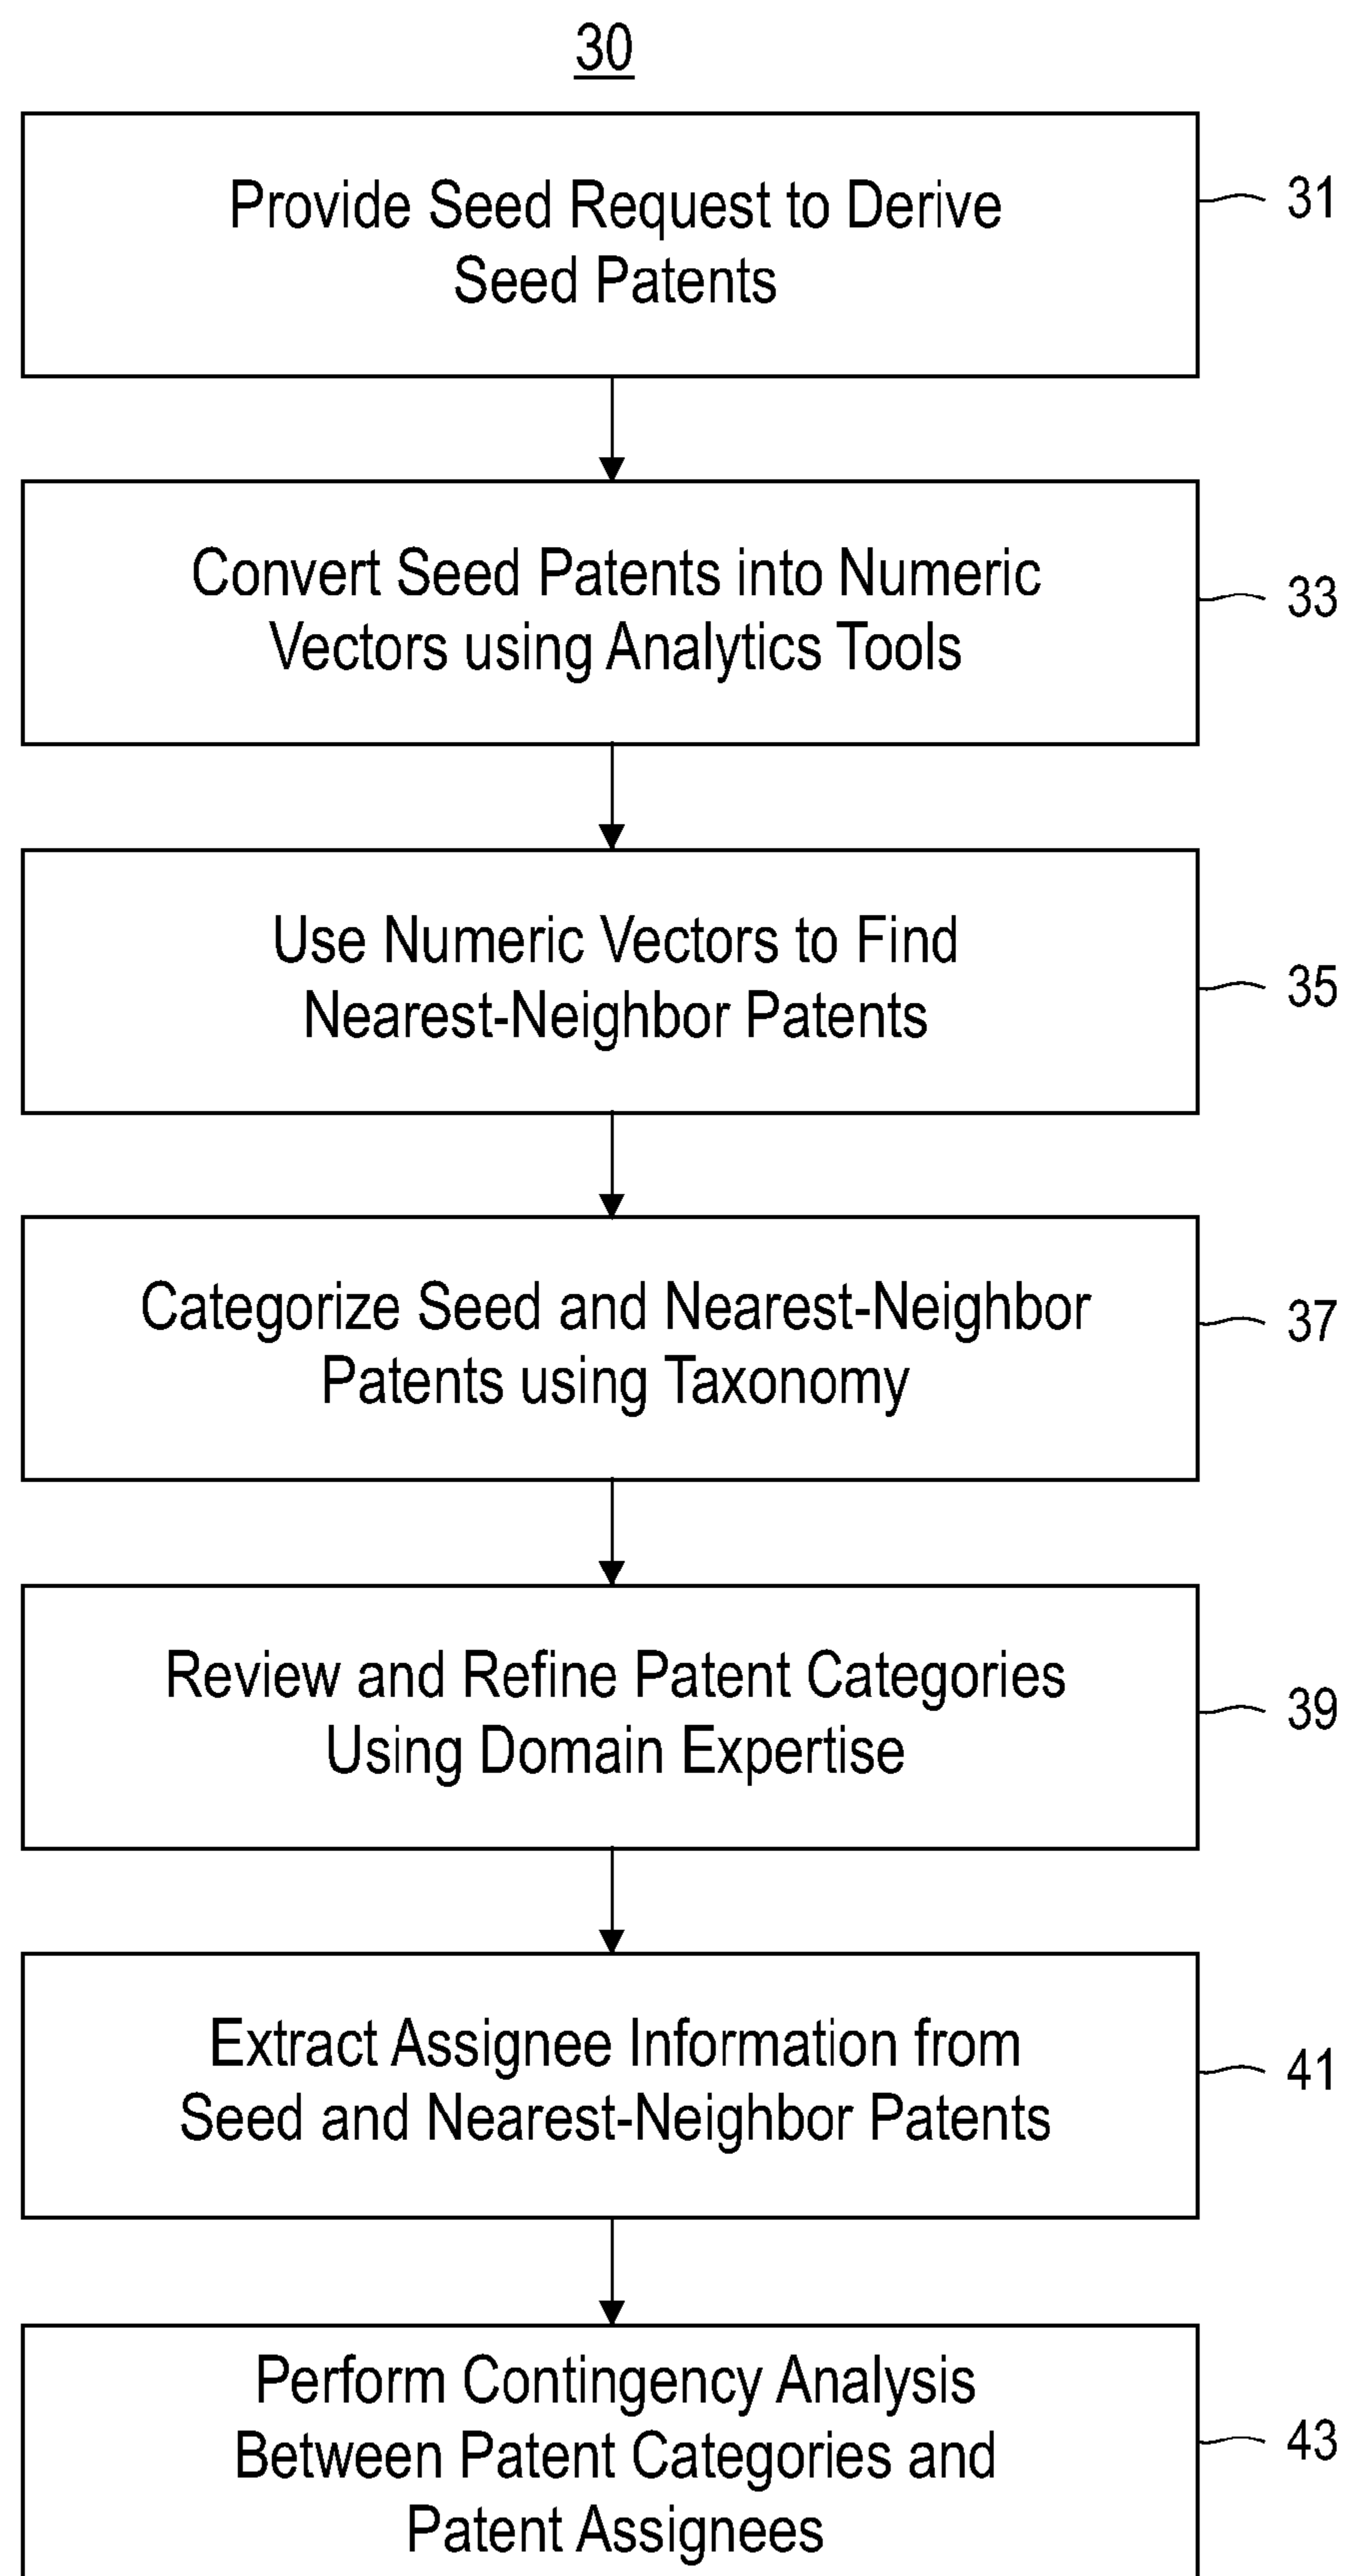 30
Provide Seed Request to Derive
Seed Patents
31
Convert Seed Patents into Numeric
Vectors using Analytics Tools
33
Use Numeric Vectors to Find
Nearest-Neighbor Patents
35
Categorize Seed and Nearest-Neighbor
Patents using Taxonomy
37
Review and Refine Patent Categories
Using Domain Expertise
39
Extract Assignee Information from
Seed and Nearest-Neighbor Patents
41
Perform Contingency Analysis
Between Patent Categories and
Patent Assignees
43